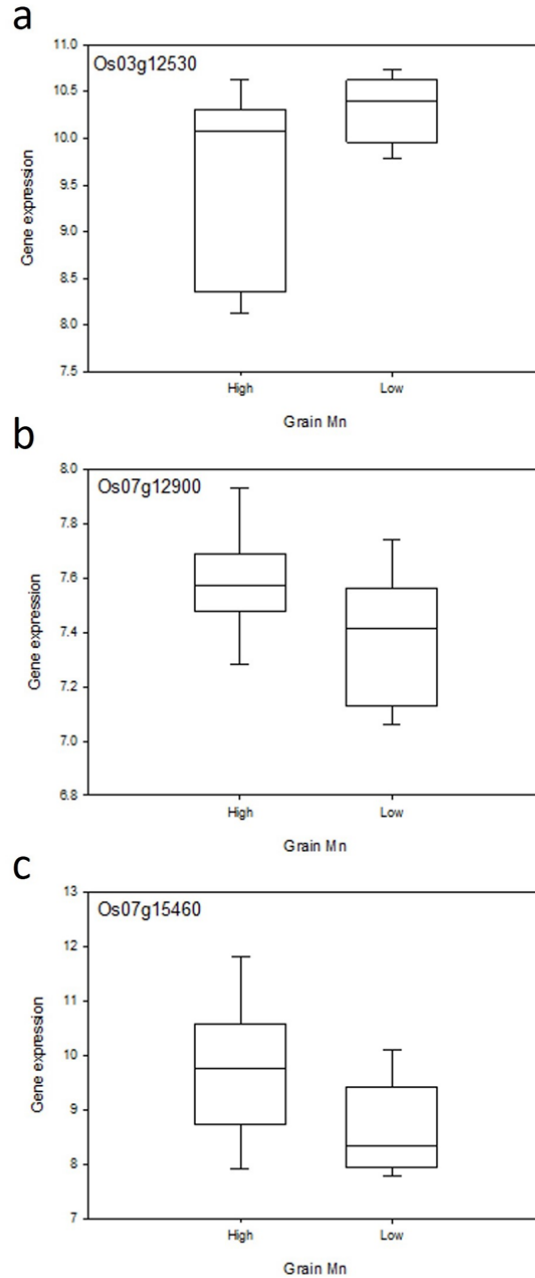 a
Os03g12530
11.0
10.5
10.0
9.5
9.0
8.5
8.0
7.5
Gene expression
High Low
Grain Mn
b
Os07g12900
8.0
7.8
7.6
7.4
7.2
7.0
6.8
Gene expression
High Low
Grain Mn
c
Os07g15460
13
12
11
10
9
8
7
Gene expression
High Low
Grain Mn